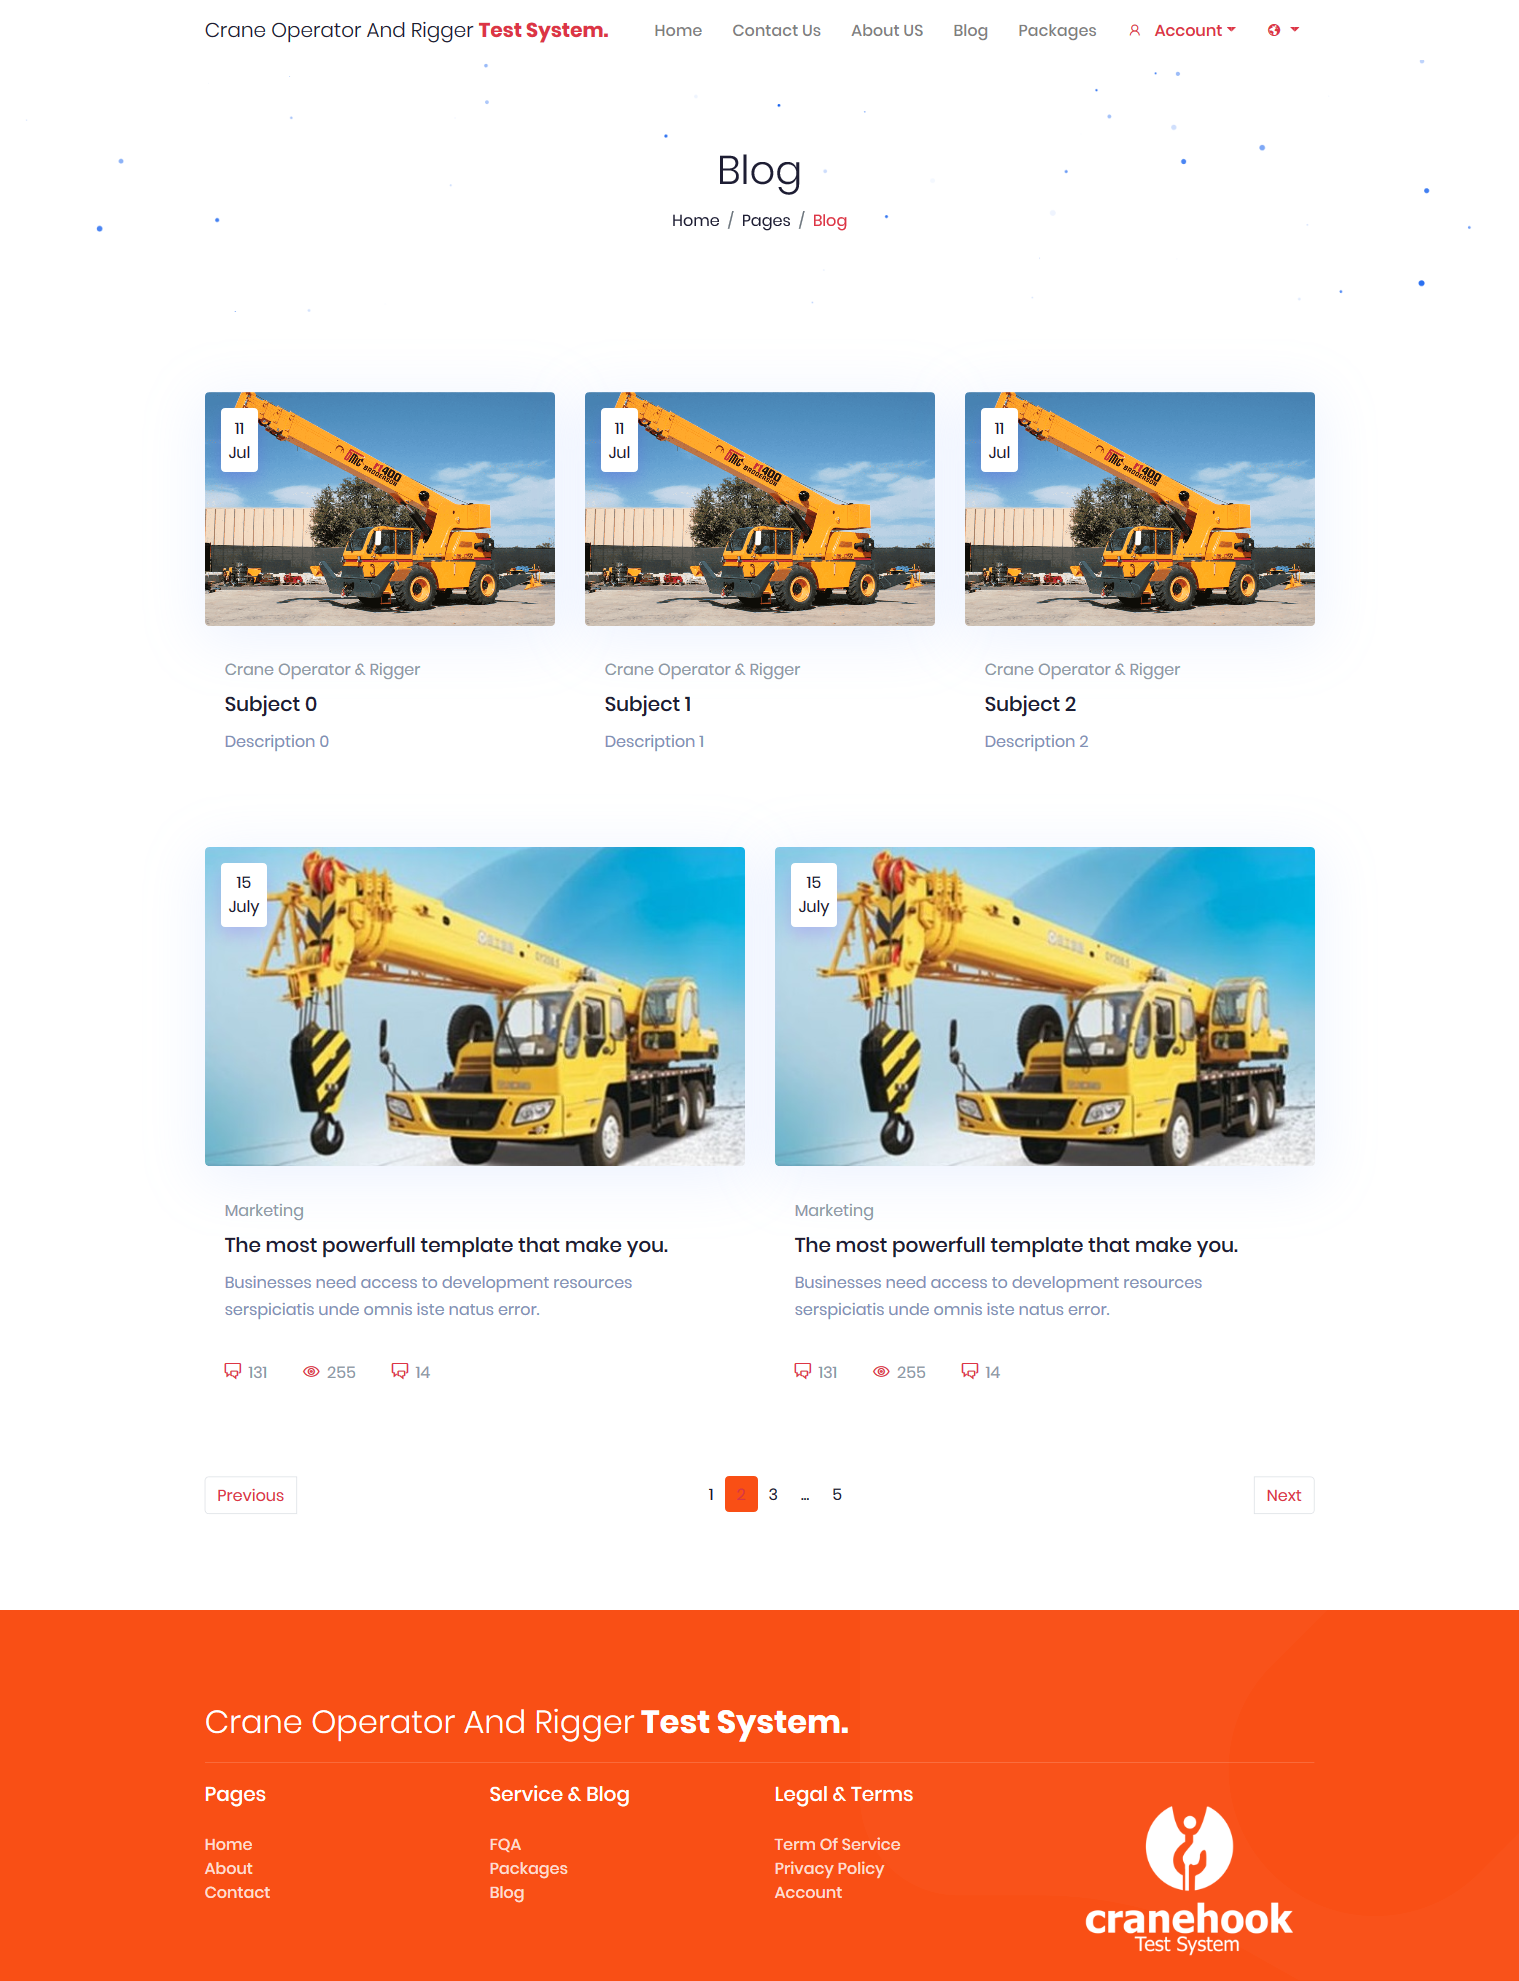 Crane Operator And Rigger Test System.
Home Contact Us About US Blog Packages Account
Blog
Home / Pages / Blog
11
Jul
11
Jul
11
Jul
Crane Operator & Rigger
Subject 0
Description 0
Crane Operator & Rigger
Subject 1
Description 1
Crane Operator & Rigger
Subject 2
Description 2
15
July
15
July
Marketing
The most powerfull template that make you.
Businesses need access to development resources
serspiciatis unde omnis iste natus error.
131 255 14
Marketing
The most powerfull template that make you.
Businesses need access to development resources
serspiciatis unde omnis iste natus error.
131 255 14
Previous 1 2 3 ... 5 Next
Crane Operator And Rigger Test System.
Pages
Home
About
Contact
Service & Blog
FQA
Packages
Blog
Legal & Terms
Term Of Service
Privacy Policy
Account
cranehook
Test System